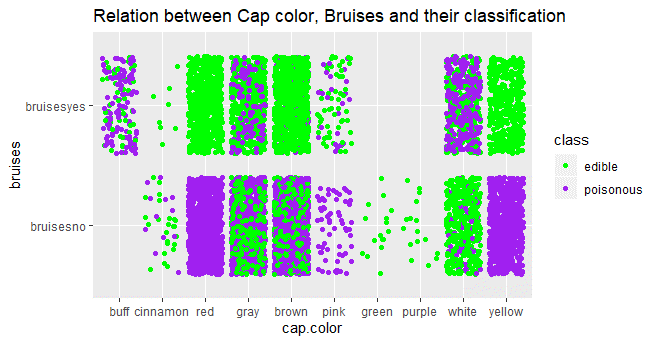 Relation between Cap color, Bruises and their classification
bruises
bruisesyes
bruisesno
buff cinnamon red gray brown pink green purple white yellow
cap.color
class
edible
poisonous